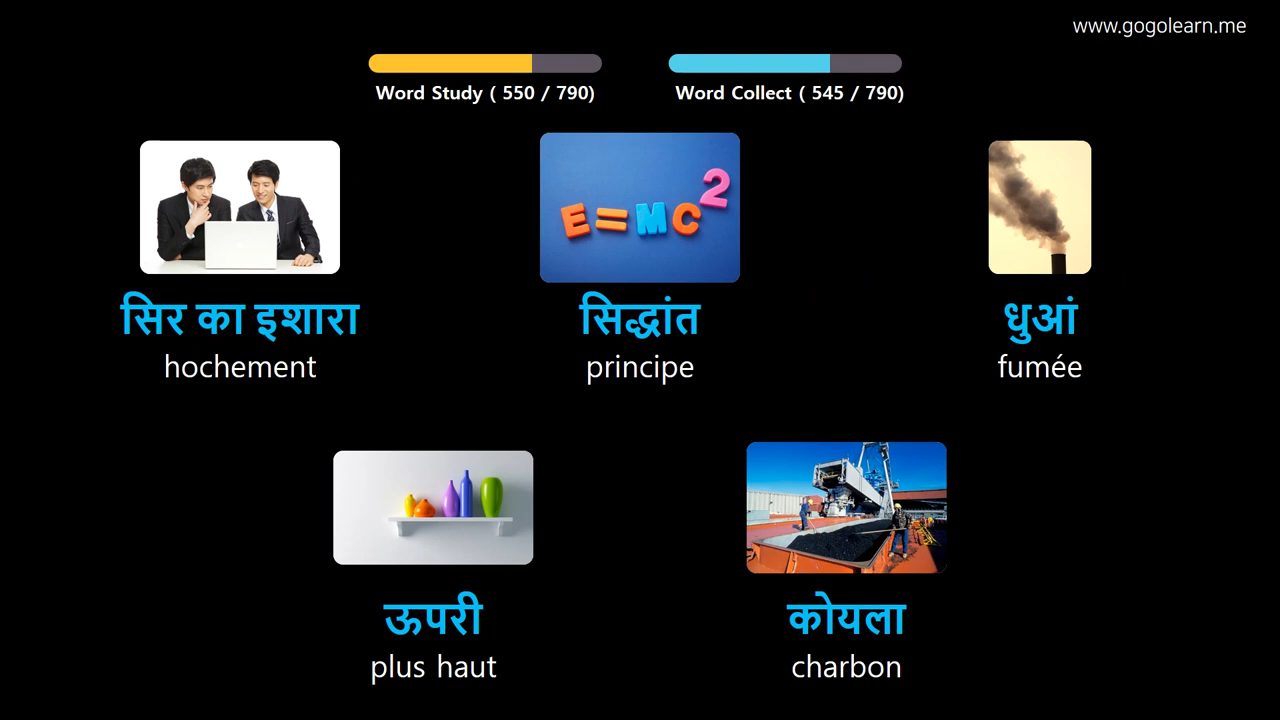 www.gogolearn.me
Word Study ( 550 / 790)
Word Collect ( 545 / 790)
E=MC2
सिर का इशारा
hochement
सिद्धांत
principe
धुआं
fumée
ऊपरी
plus haut
कोयला
charbon